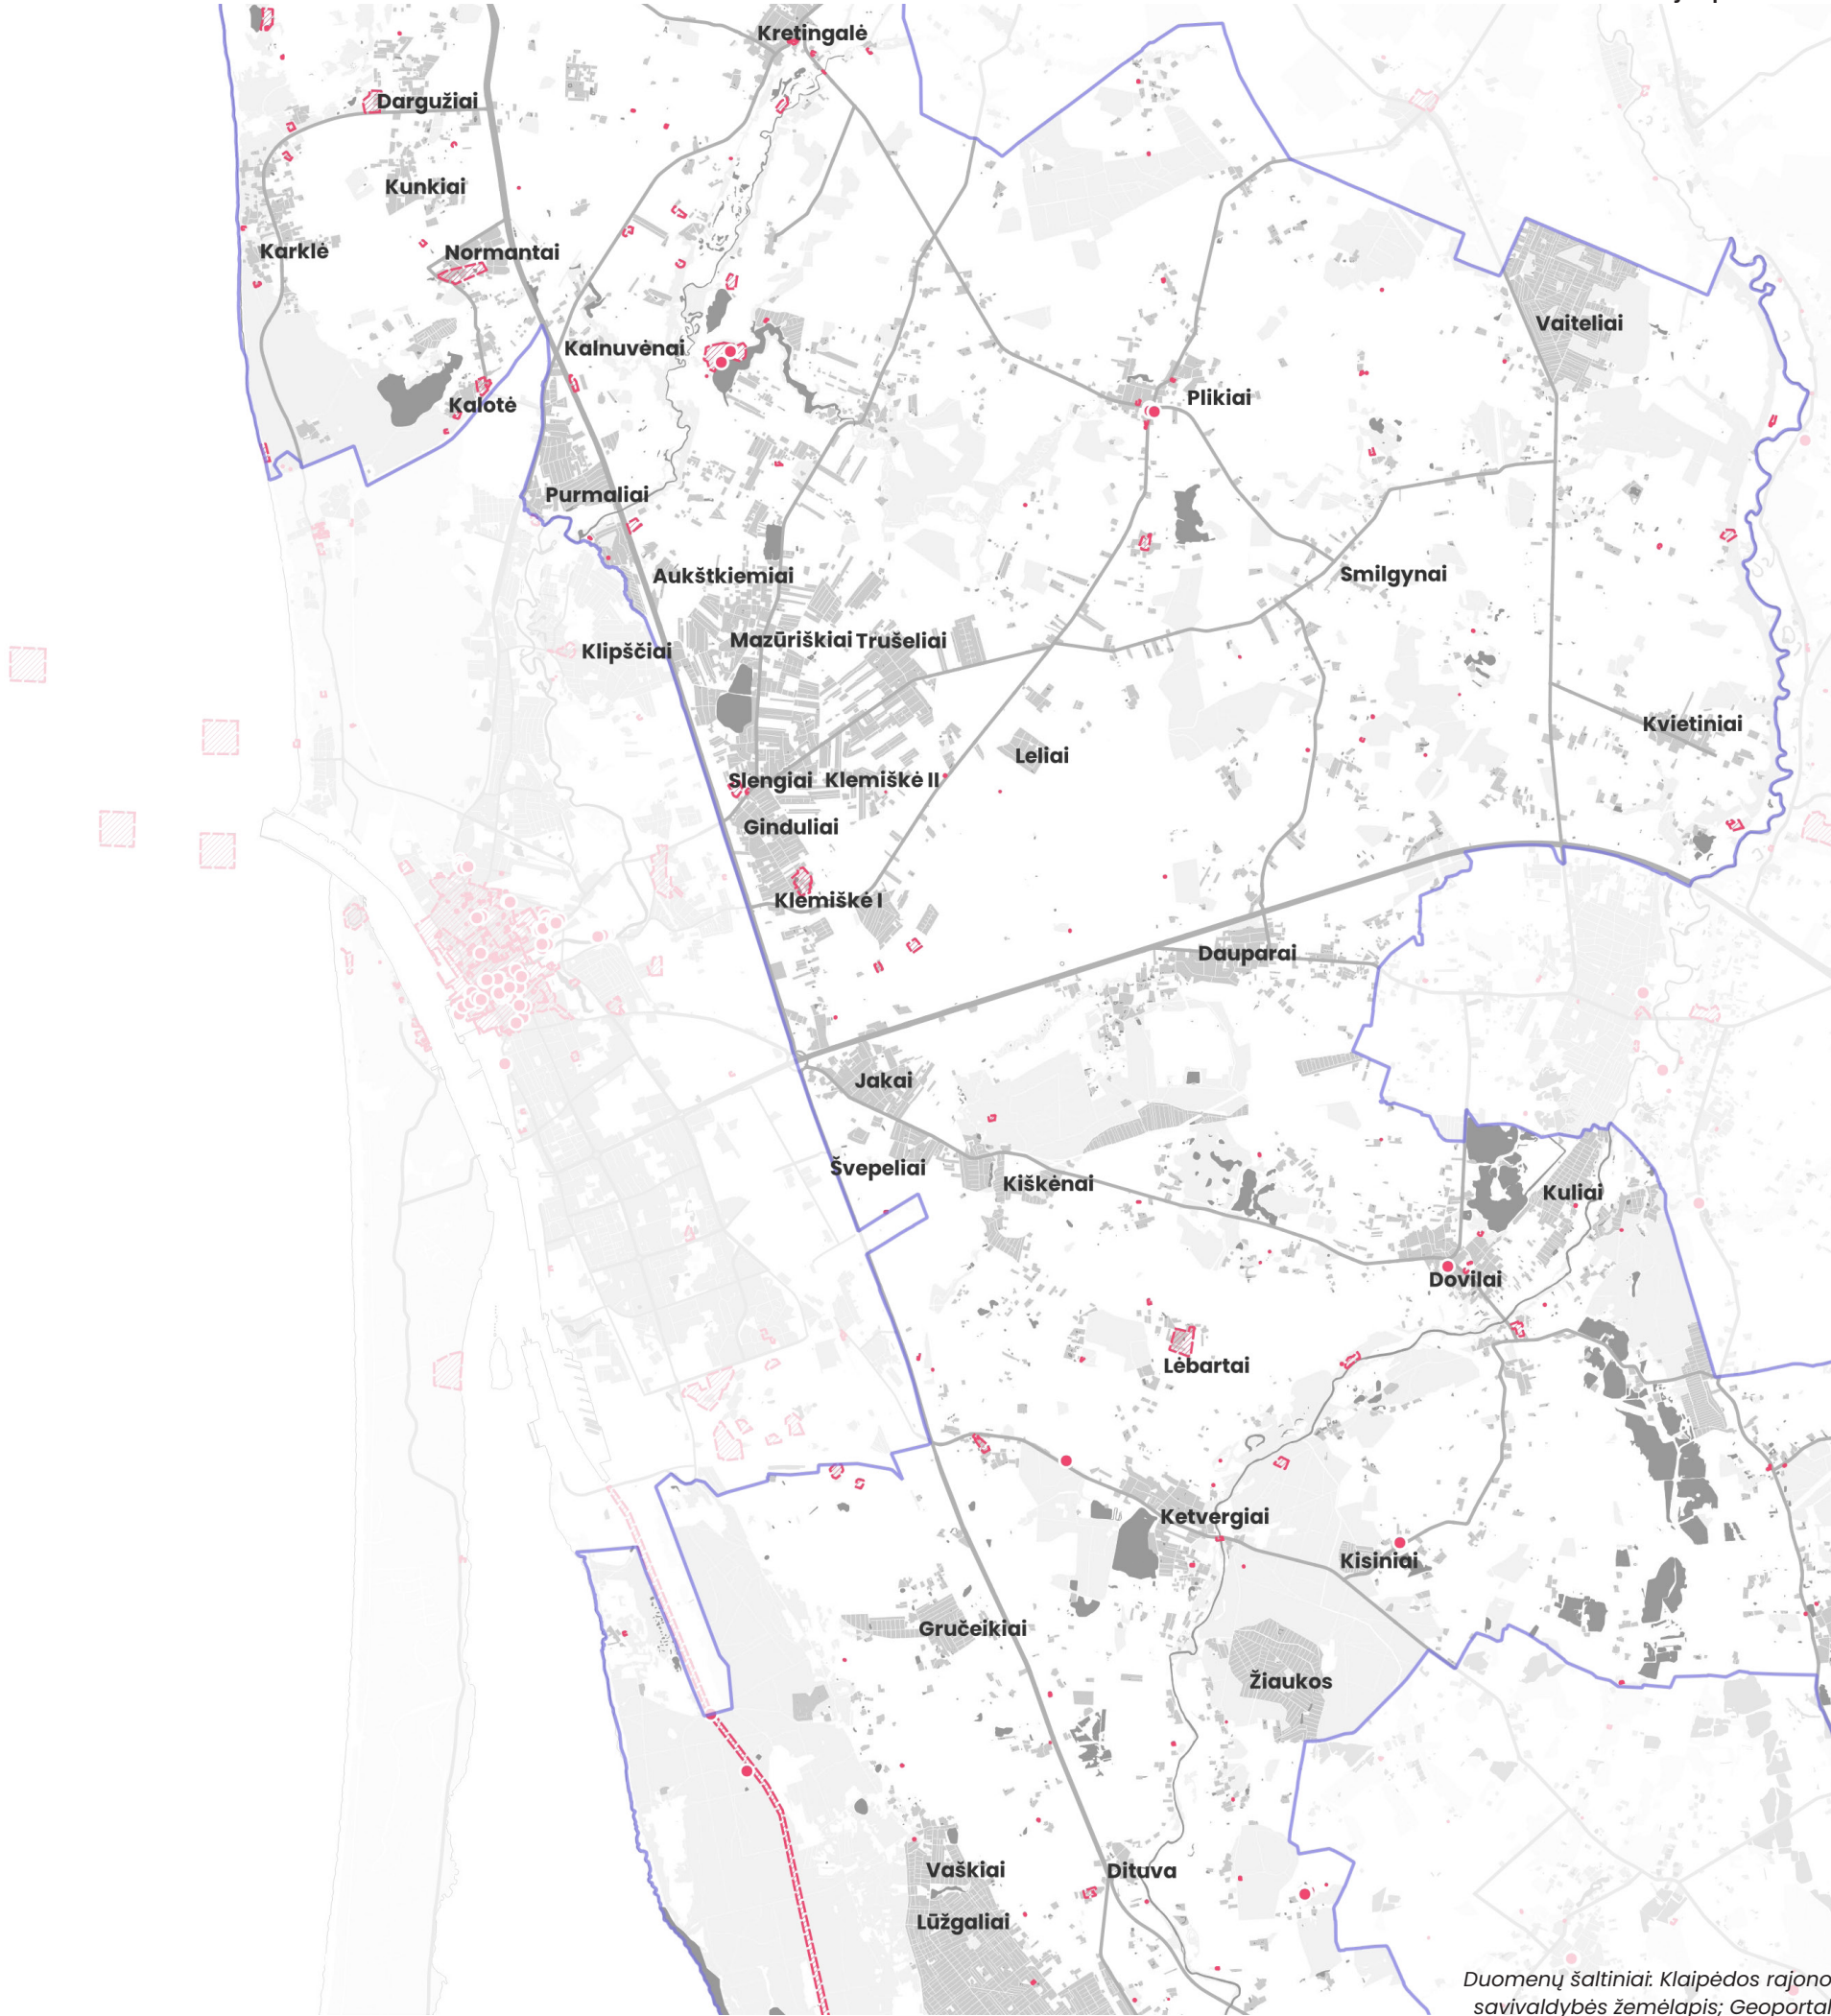 Kretingalė
Dargužiai
Kunkiai
Karklė
Normantai
Vaiteliai
Kalnuvėnai
Plikiai
Kalotė
Purmaliai
Aukštkiemiai
Smilgynai
Mazūriškiai
Trušeliai
Klipščiai
Kvietiniai
Leliai
Slengiai
Klemiškė II
Ginduliai
Klemiškė I
Dauparai
Jakai
Švepeliai
Kiškėnai
Kuliai
Dovilai
Lėbartai
Ketvergiai
Kisiniai
Gručeikiai
Žiaukos
Vaškiai
Dituva
Lūžgaliai
Duomenų šaltiniai: Klaipėdos rajono
savivaldybės žemėlapis; Geoportal